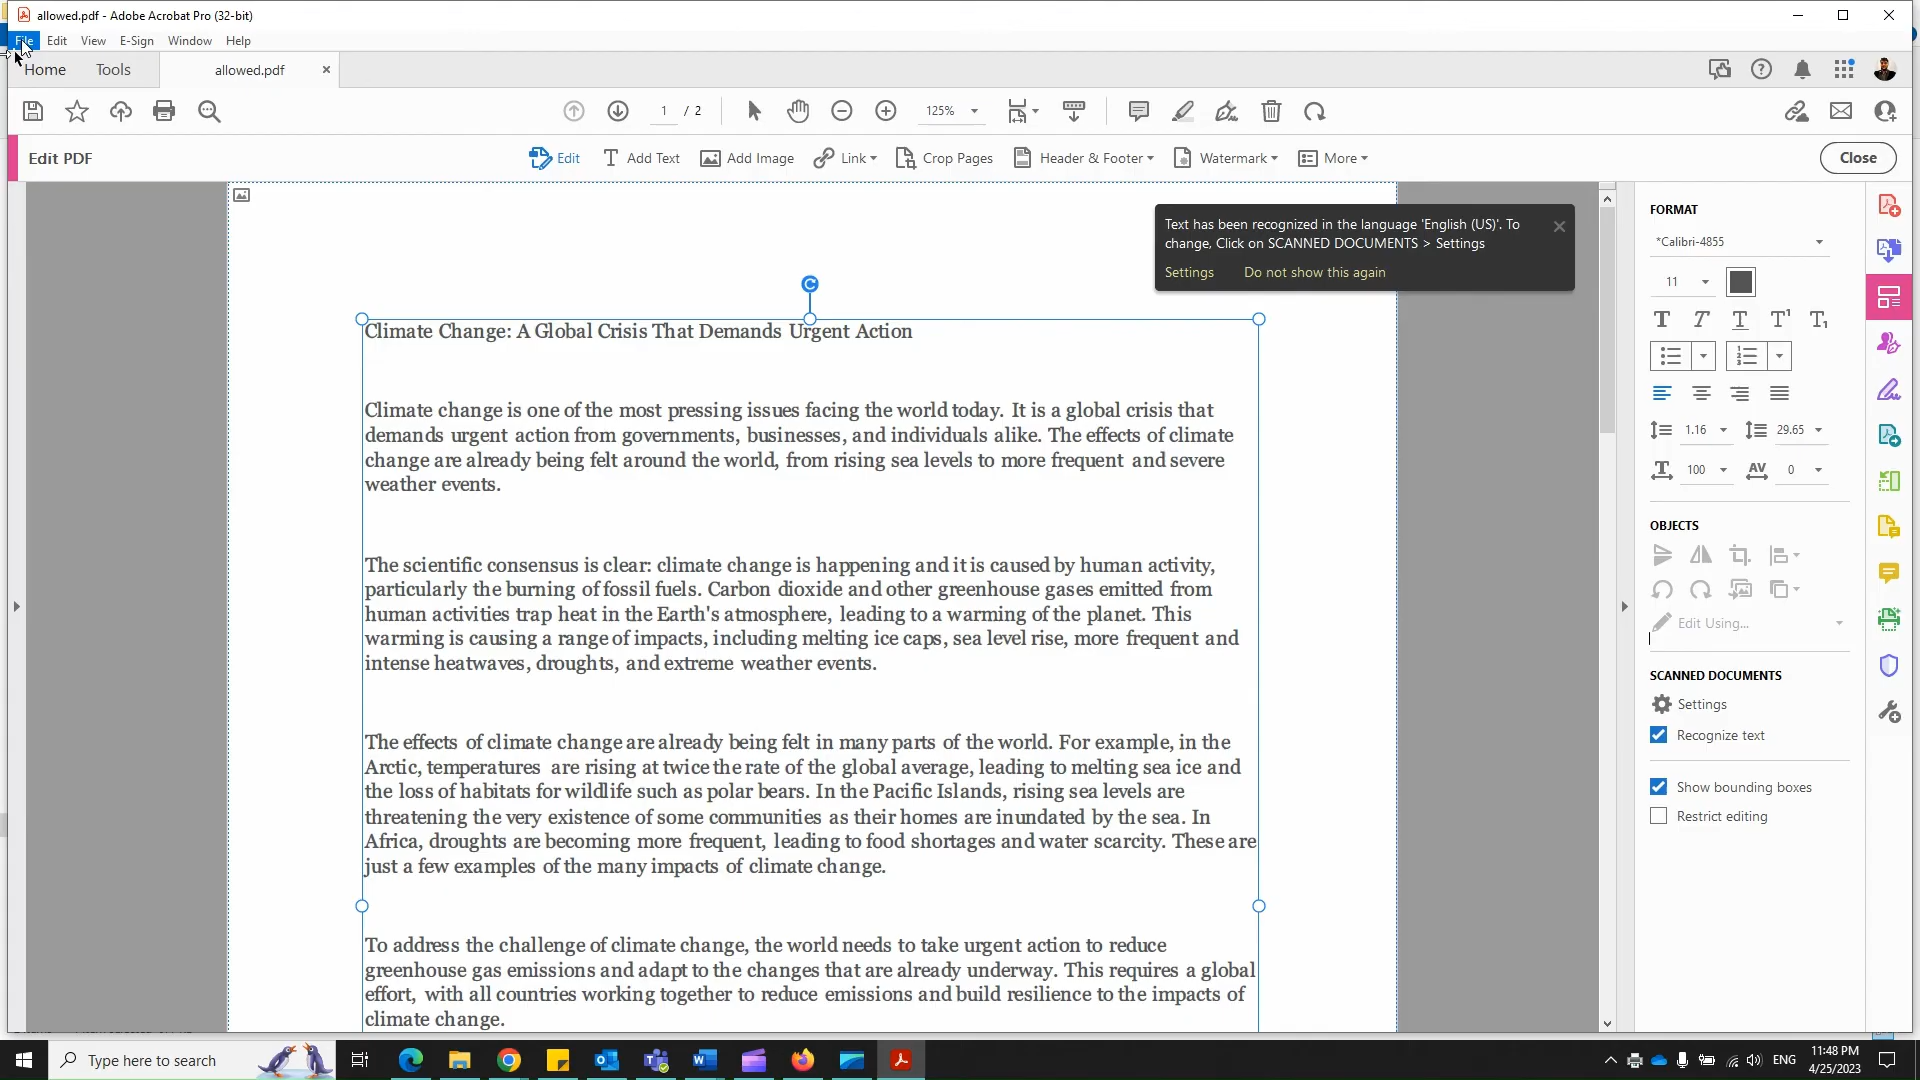 allowed.pdf - Adobe Acrobat Pro (32-bit)
File Edit View E-Sign Window Help
Home Tools allowed.pdf
1 / 2 125%
Edit PDF Edit Add Text Add Image Link Crop Pages Header & Footer Watermark More Close
Text has been recognized in the language 'English (US)'. To
change, Click on SCANNED DOCUMENTS > Settings
Settings Do not show this again
Climate Change: A Global Crisis That Demands Urgent Action
Climate change is one of the most pressing issues facing the world today. It is a global crisis that
demands urgent action from governments, businesses, and individuals alike. The effects of climate
change are already being felt around the world, from rising sea levels to more frequent and severe
weather events.
The scientific consensus is clear: climate change is happening and it is caused by human activity,
particularly the burning of fossil fuels. Carbon dioxide and other greenhouse gases emitted from
human activities trap heat in the Earth's atmosphere, leading to a warming of the planet. This
warming is causing a range of impacts, including melting ice caps, sea level rise, more frequent and
intense heatwaves, droughts, and extreme weather events.
The effects of climate change are already being felt in many parts of the world. For example, in the
Arctic, temperatures are rising at twice the rate of the global average, leading to melting sea ice and
the loss of habitats for wildlife such as polar bears. In the Pacific Islands, rising sea levels are
threatening the very existence of some communities as their homes are inundated by the sea. In
Africa, droughts are becoming more frequent, leading to food shortages and water scarcity. These are
just a few examples of the many impacts of climate change.
To address the challenge of climate change, the world needs to take urgent action to reduce
greenhouse gas emissions and adapt to the changes that are already underway. This requires a global
effort, with all countries working together to reduce emissions and build resilience to the impacts of
climate change.
FORMAT
*Calibri-4855
11
1.16 29.65
100 AV 0
OBJECTS
Edit Using...
SCANNED DOCUMENTS
Settings
Recognize text
Show bounding boxes
Restrict editing
Type here to search
ENG
11:48 PM
4/25/2023